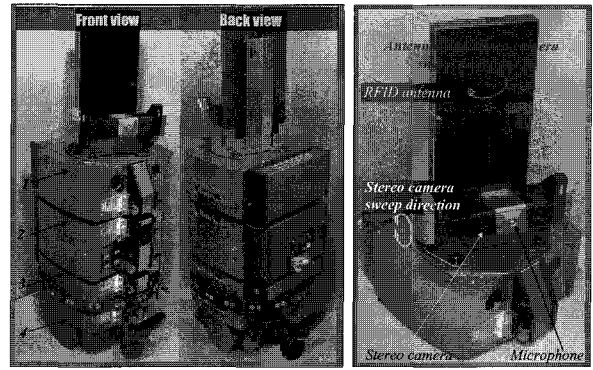 Front view
Back view
1
2
3
4
RFID antenna
Stereo camera
sweep direction
Stereo camera
Microphone